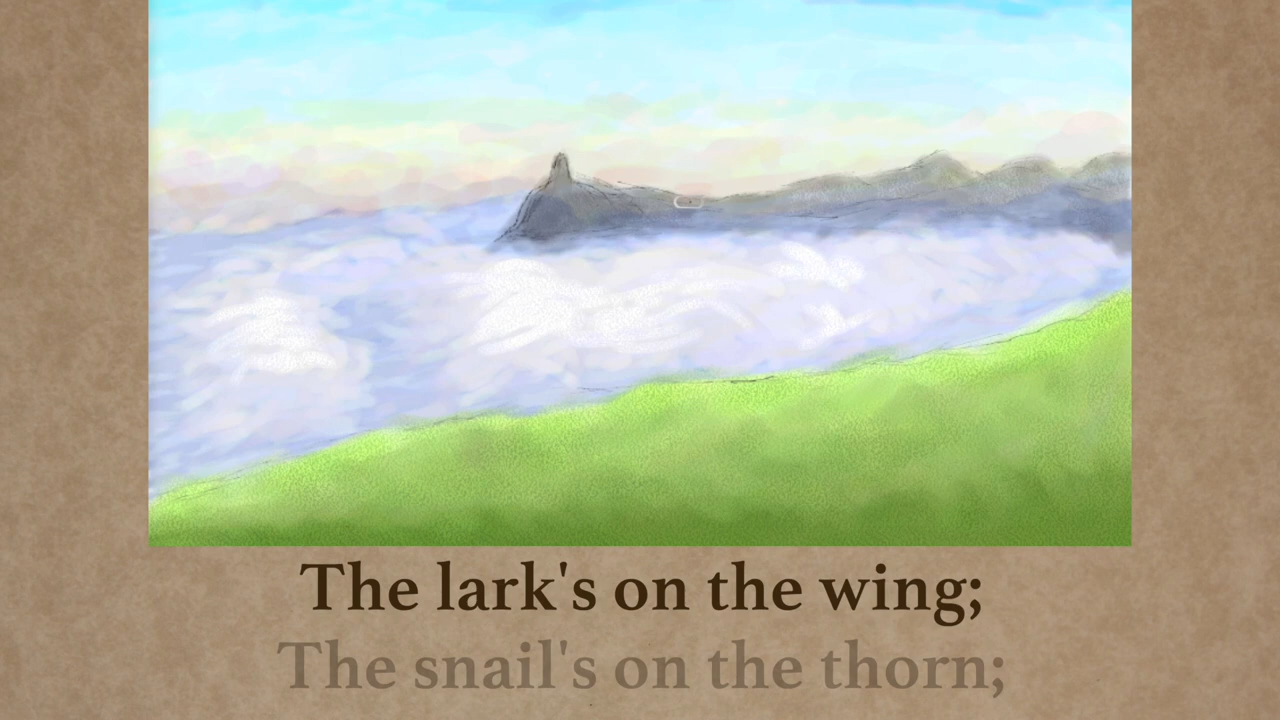 The lark's on the wing;
The snail's on the thorn;